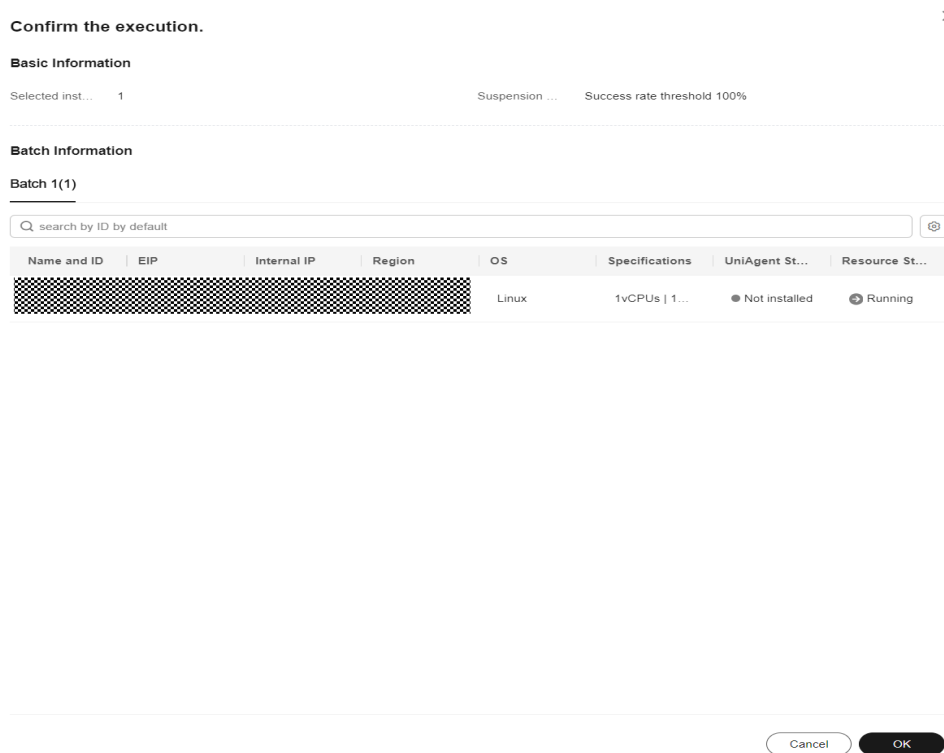 Confirm the execution.
Basic Information
Selected inst... 1 Suspension ... Success rate threshold 100%
Batch Information
Batch 1(1)
search by ID by default
Name and ID EIP Internal IP Region OS Specifications UniAgent St... Resource St...
Linux 1vCPUs | 1... Not installed Running
Cancel OK